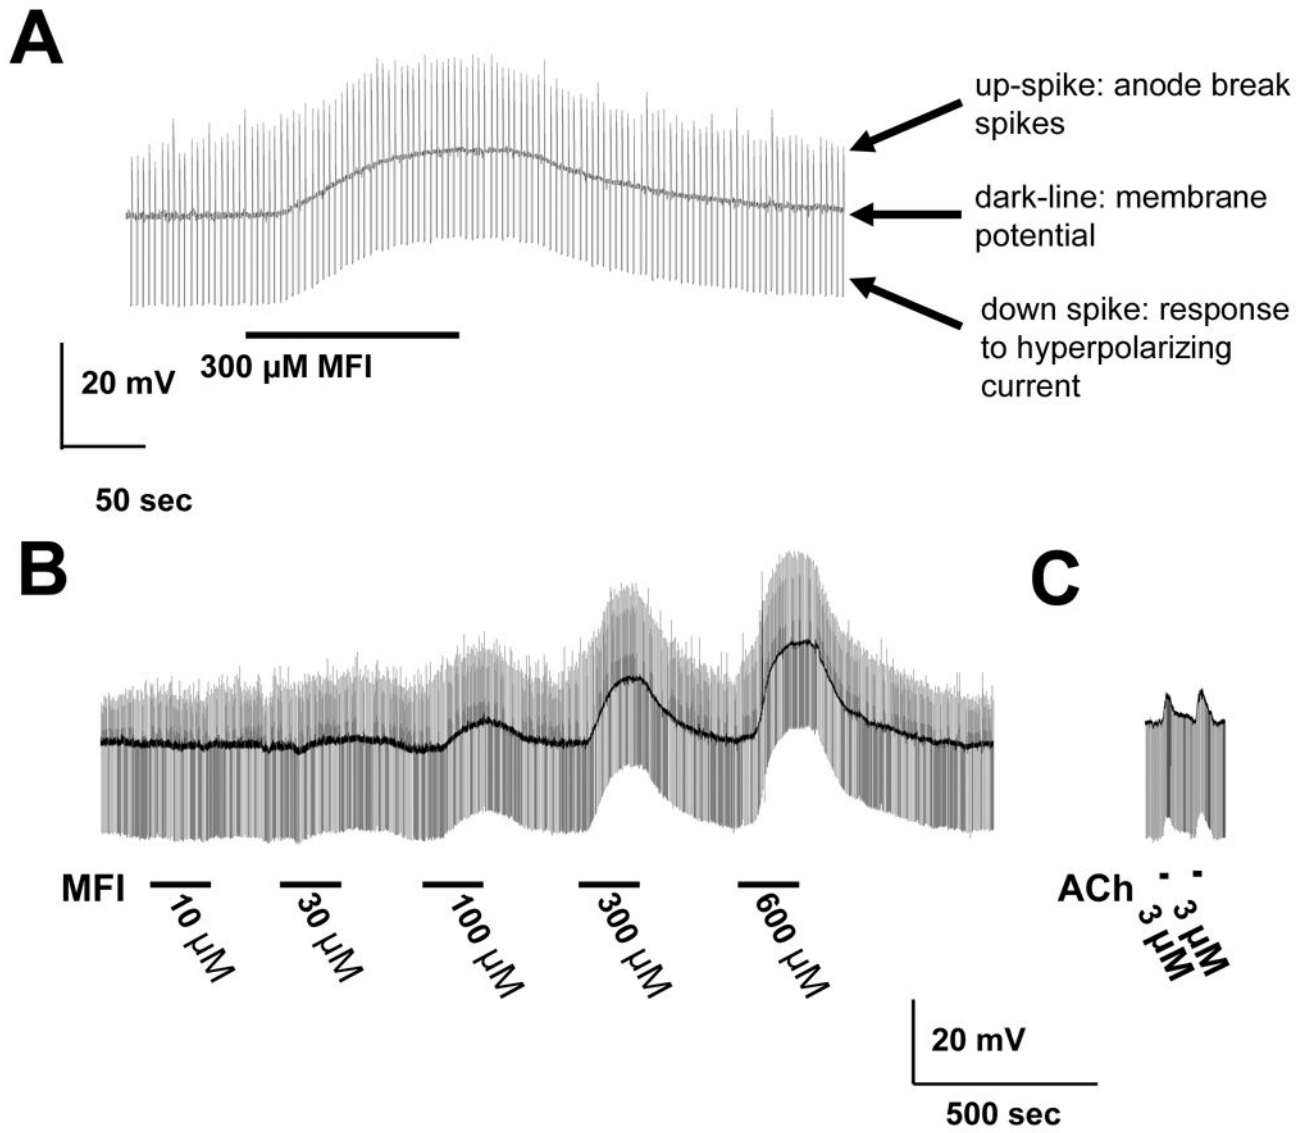 A
up-spike: anode break
spikes
dark-line: membrane
potential
down spike: response
to hyperpolarizing
current
300 µM MFI
20 mV
50 sec
B
C
MFI
10 µM
30 µM
100 µM
300 µM
600 µM
ACh
3 µM
3 µM
20 mV
500 sec